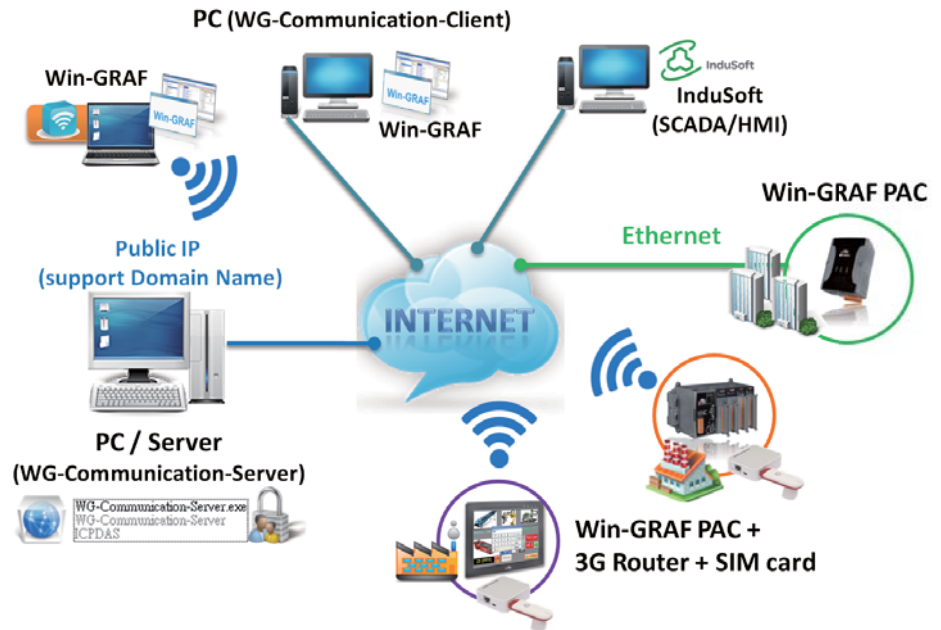 PC (WG-Communication-Client)
Win-GRAF
Win-GRAF
Win-GRAF
Win-GRAF
InduSoft
InduSoft
(SCADA/HMI)
Win-GRAF PAC
Public IP
(support Domain Name)
Ethernet
INTERNET
PC / Server
(WG-Communication-Server)
WG-Communication-Server.exe
WG-Communication-Server
ICPDAS
Win-GRAF PAC +
3G Router + SIM card